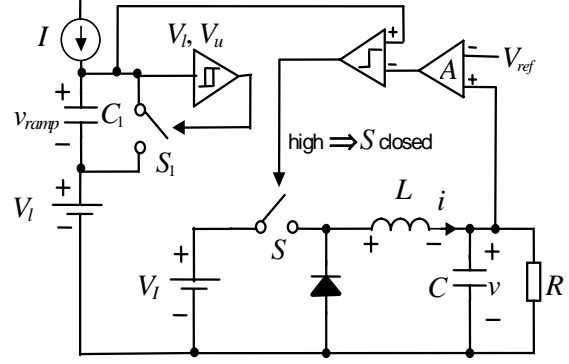 I
V_l, V_u
+
-
A
-
+
V_ref
+
v_ramp
-
C_1
S_1
high ⇒ S closed
+
V_l
-
L
i
+
-
S
+
V_I
-
+
C
v
-
R